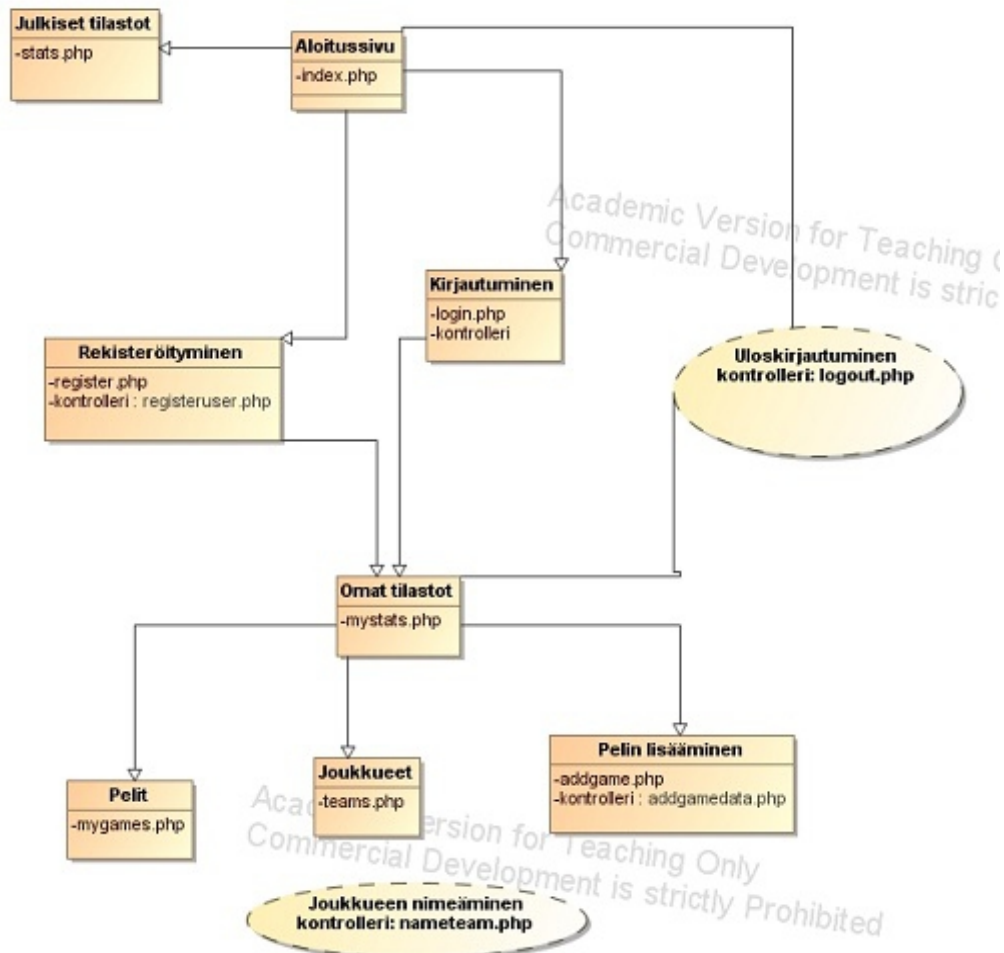 Julkiset tilastot
-stats.php
Aloitussivu
-index.php
Academic Version for Teaching
Commercial Development is
Kirjautuminen
-login.php
-kontrolleri
Rekisteröityminen
-register.php
-kontrolleri : registeruser.php
Uloskirjautuminen
kontrolleri: logout.php
Omat tilastot
-mystats.php
Pelit
-mygames.php
Joukkueet
-teams.php
Pelin lisääminen
-addgame.php
-kontrolleri : addgamedata.php
for Teaching Only
Commercial Development is strictly Prohibited
Joukkueen nimeäminen
kontrolleri: nameteam.php